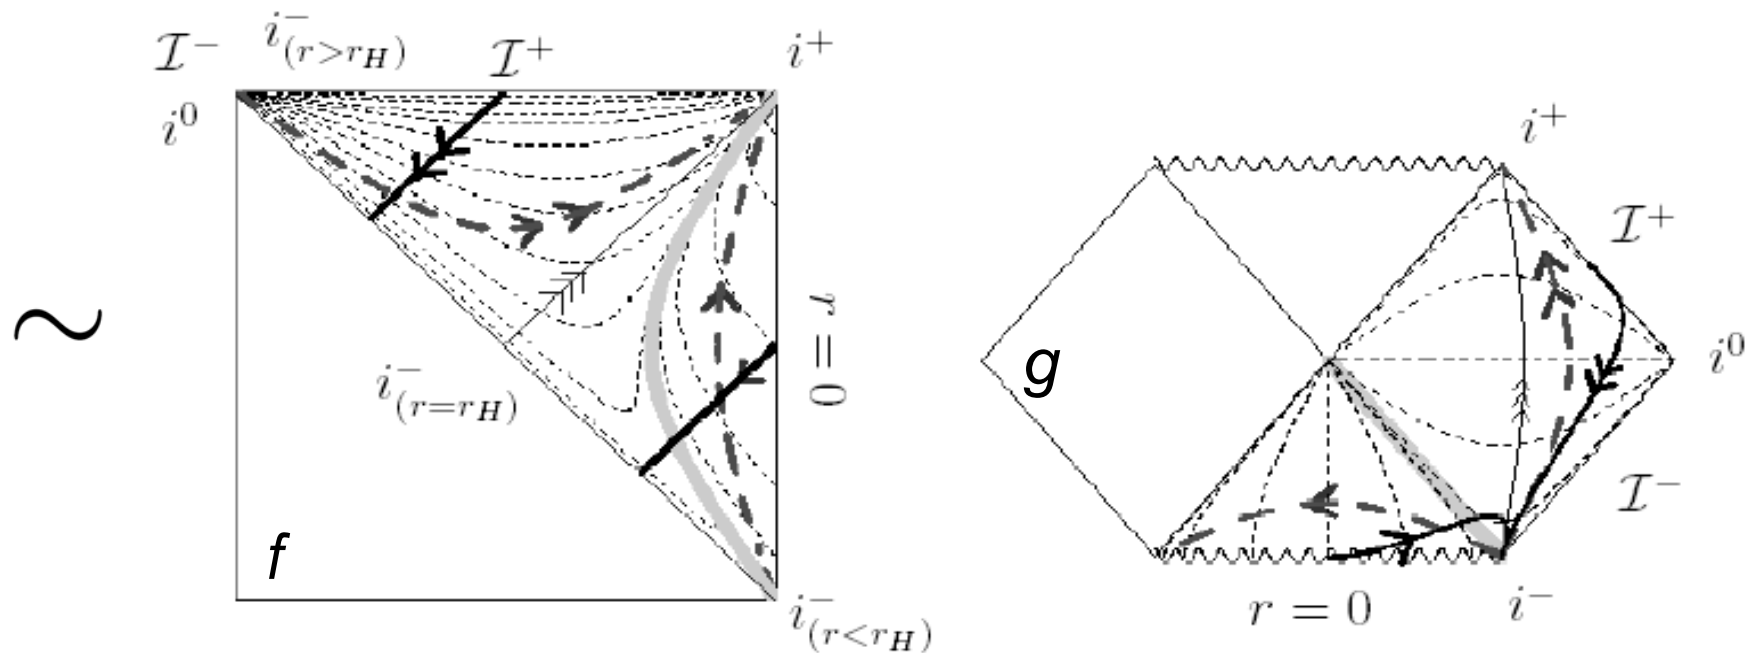 ∼
ℐ⁻
i⁻₍r>r_H₎
ℐ⁺
i⁺
i⁰
r = 0
i⁻₍r=r_H₎
f
i⁻₍r<r_H₎
i⁺
ℐ⁺
g
i⁰
ℐ⁻
r = 0
i⁻